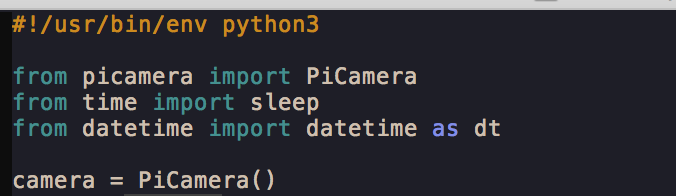 #!/usr/bin/env python3
from picamera import PiCamera
from time import sleep
from datetime import datetime as dt
camera = PiCamera()